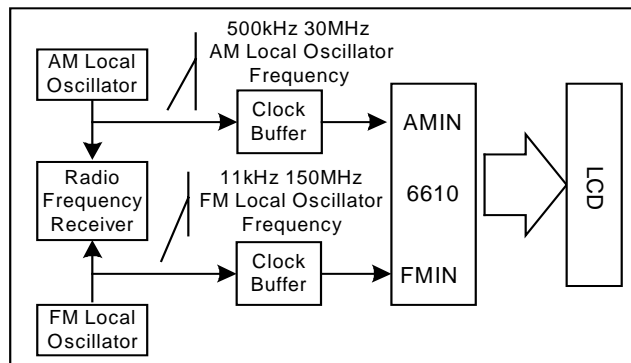 500kHz 30MHz
AM Local Oscillator
Frequency
AM Local
Oscillator
Clock
Buffer
AMIN
Radio
Frequency
Receiver
11kHz 150MHz
FM Local Oscillator
Frequency
6610
LCD
Clock
Buffer
FMIN
FM Local
Oscillator